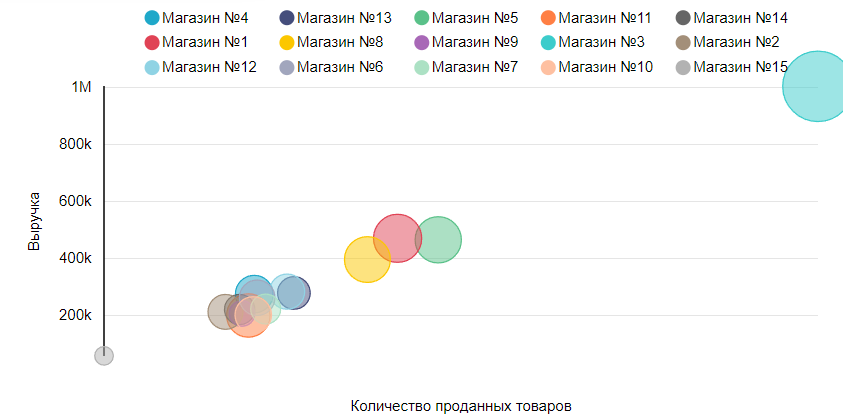 Магазин №4 Магазин №13 Магазин №5 Магазин №11 Магазин №14
Магазин №1 Магазин №8 Магазин №9 Магазин №3 Магазин №2
Магазин №12 Магазин №6 Магазин №7 Магазин №10 Магазин №15
1M
800k
600k
Выручка
400k
200k
Количество проданных товаров